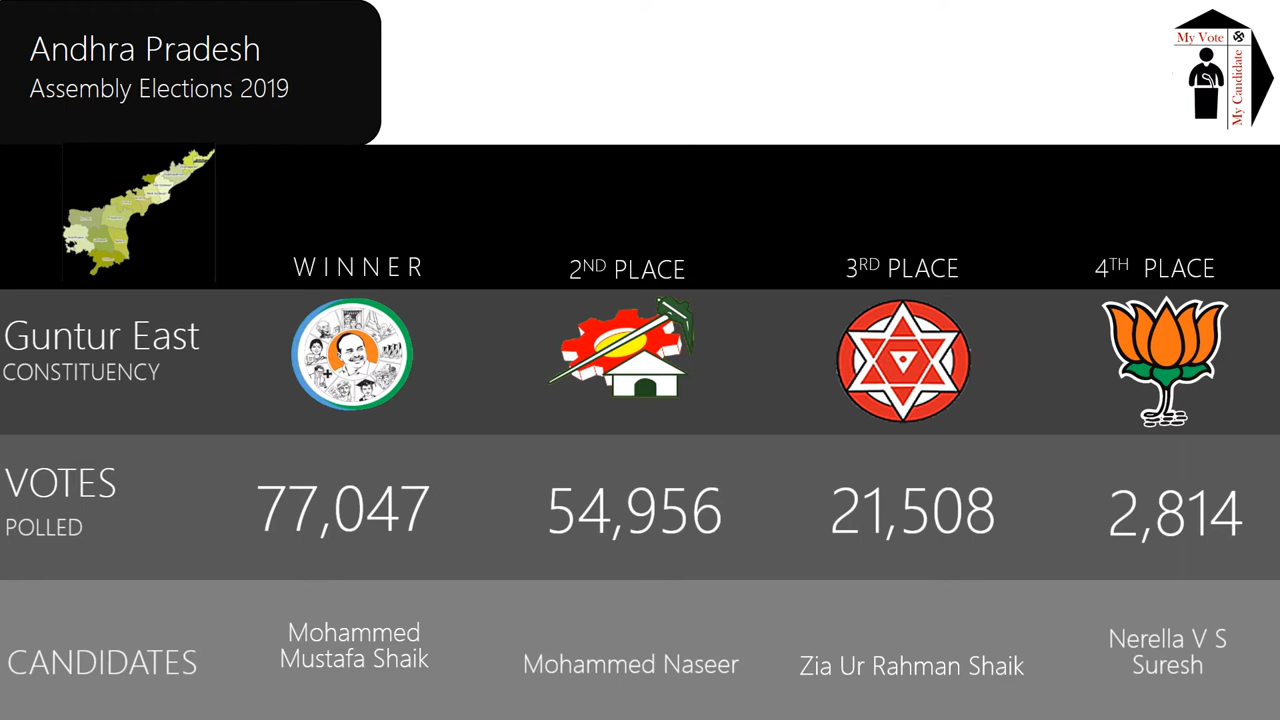 Andhra Pradesh
Assembly Elections 2019
My Vote
My Candidate
WINNER
2ND PLACE
3RD PLACE
4TH PLACE
Guntur East
CONSTITUENCY
VOTES
POLLED
77,047
54,956
21,508
2,814
CANDIDATES
Mohammed
Mustafa Shaik
Mohammed Naseer
Zia Ur Rahman Shaik
Nerella V S
Suresh